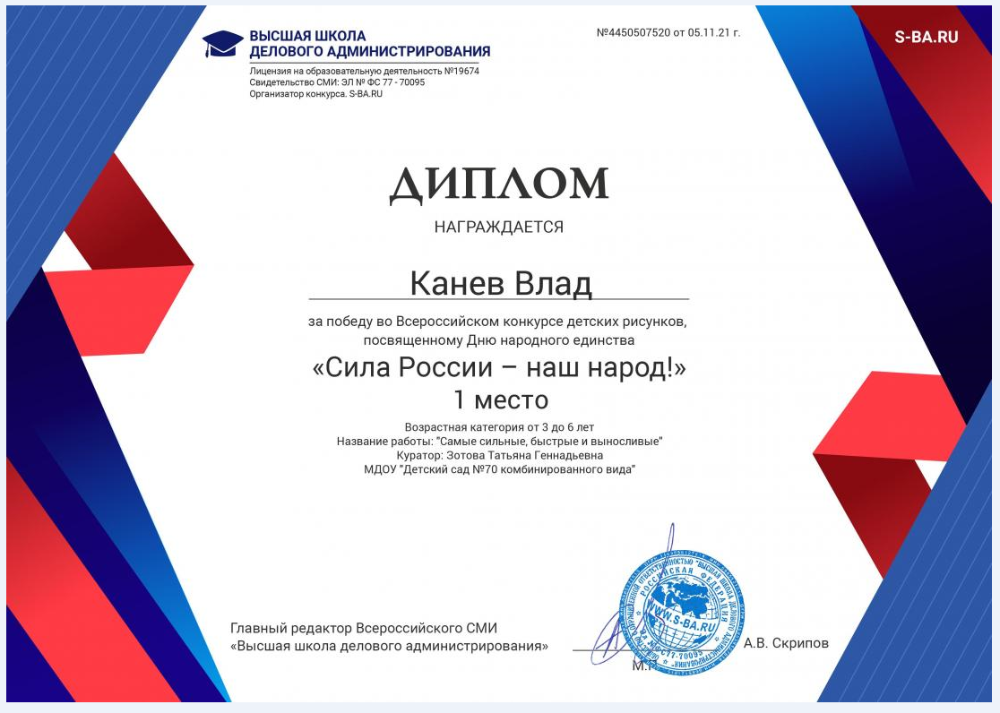 ВЫСШАЯ ШКОЛА
ДЕЛОВОГО АДМИНИСТРИРОВАНИЯ
Лицензия на образовательную деятельность №19674
Свидетельство СМИ: ЭЛ № ФС 77 - 70095
Организатор конкурса. S-BA.RU
№4450507520 от 05.11.21 г.
S-BA.RU
ДИПЛОМ
НАГРАЖДАЕТСЯ
Канев Влад
за победу во Всероссийском конкурсе детских рисунков,
посвященному Дню народного единства
«Сила России – наш народ!»
1 место
Возрастная категория от 3 до 6 лет
Название работы: "Самые сильные, быстрые и выносливые"
Куратор: Зотова Татьяна Геннадьевна
МДОУ "Детский сад №70 комбинированного вида"
Главный редактор Всероссийского СМИ
«Высшая школа делового администрирования»
РОССИЙСКАЯ ФЕДЕРАЦИЯ
WWW.S-BA.RU
А.В. Скрипов